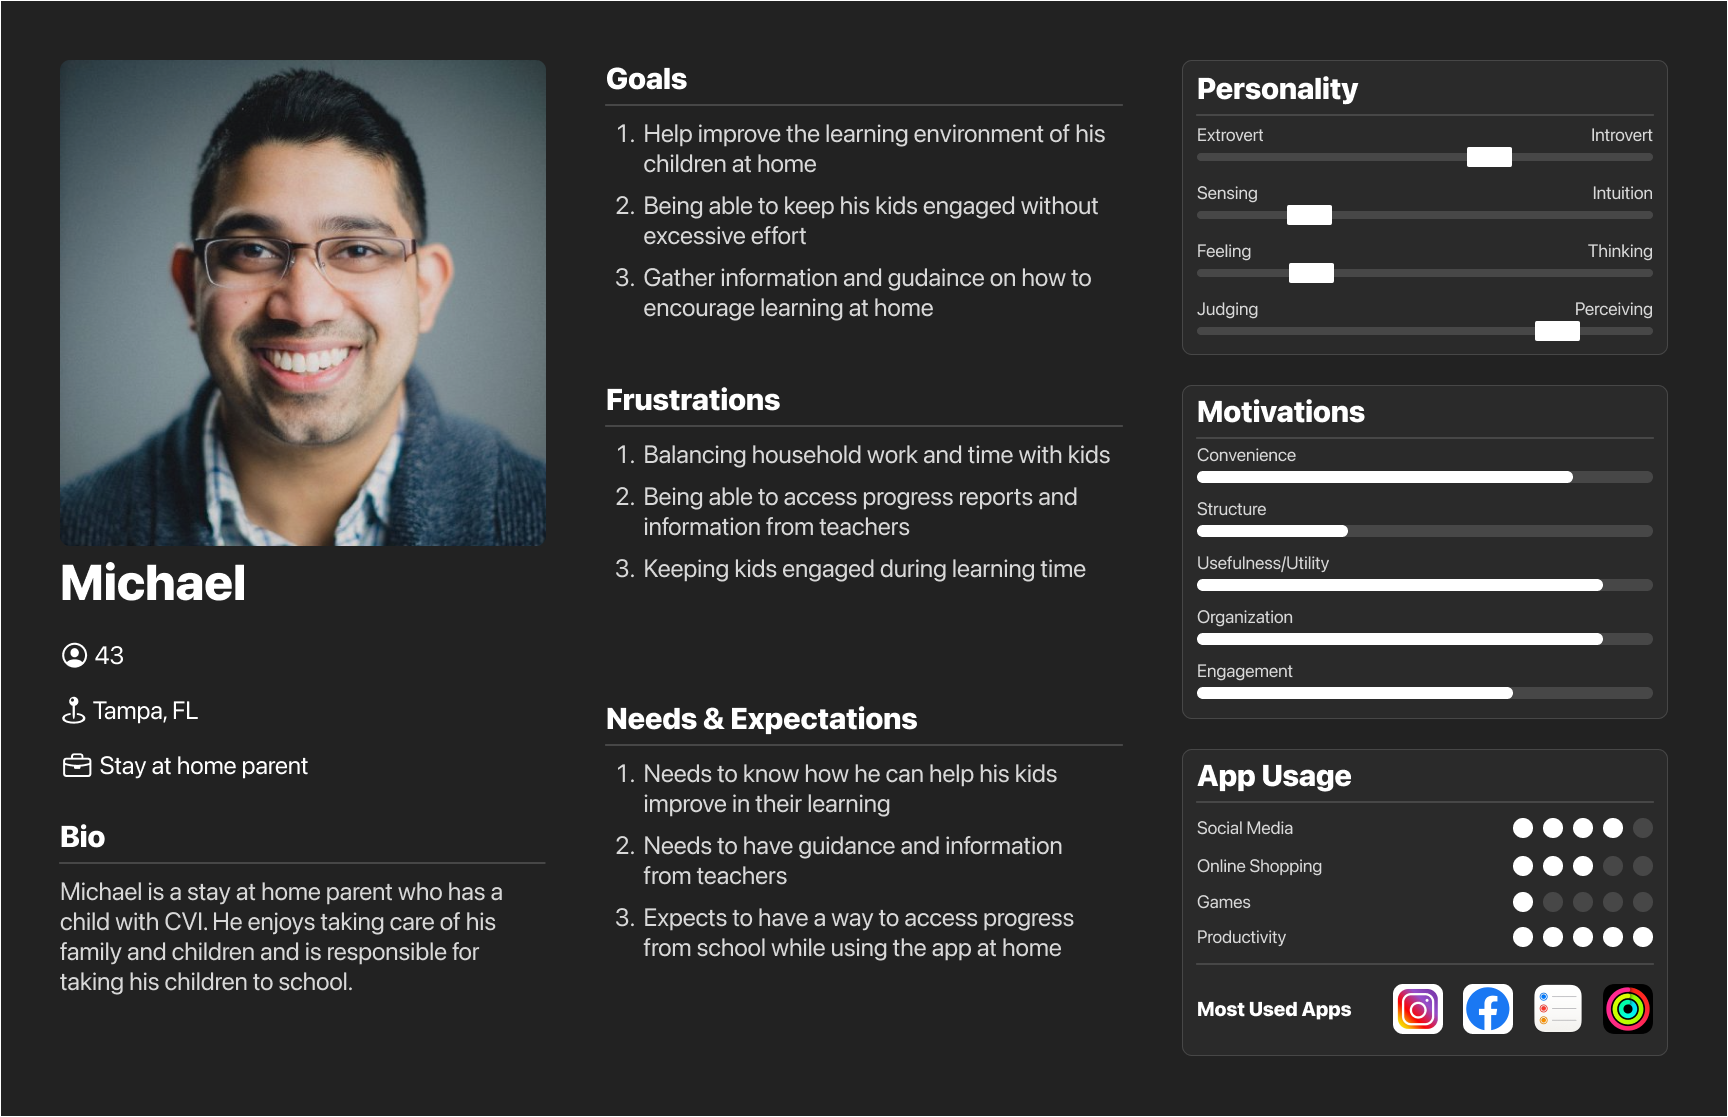 Michael
43
Tampa, FL
Stay at home parent
Bio
Michael is a stay at home parent who has a
child with CVI. He enjoys taking care of his
family and children and is responsible for
taking his children to school.
Goals
1. Help improve the learning environment of his
children at home
2. Being able to keep his kids engaged without
excessive effort
3. Gather information and gudaince on how to
encourage learning at home
Frustrations
1. Balancing household work and time with kids
2. Being able to access progress reports and
information from teachers
3. Keeping kids engaged during learning time
Needs & Expectations
1. Needs to know how he can help his kids
improve in their learning
2. Needs to have guidance and information
from teachers
3. Expects to have a way to access progress
from school while using the app at home
Personality
Extrovert Introvert
Sensing Intuition
Feeling Thinking
Judging Perceiving
Motivations
Convenience
Structure
Usefulness/Utility
Organization
Engagement
App Usage
Social Media
Online Shopping
Games
Productivity
Most Used Apps